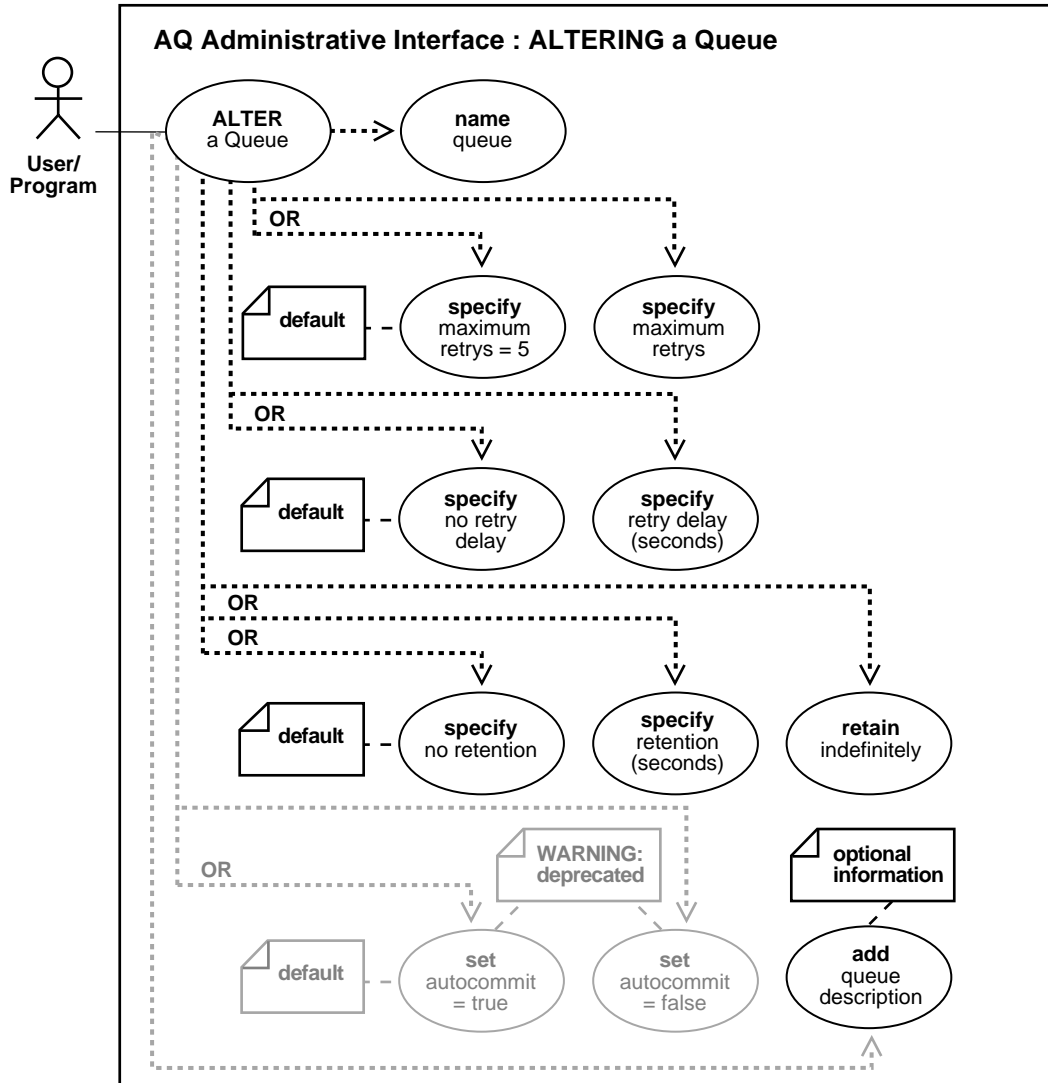 AQ Administrative Interface : ALTERING a Queue
User/
Program
ALTER
a Queue
name
queue
OR
default
specify
maximum
retrys = 5
specify
maximum
retrys
OR
default
specify
no retry
delay
specify
retry delay
(seconds)
OR
OR
default
specify
no retention
specify
retention
(seconds)
retain
indefinitely
OR
WARNING:
deprecated
optional
information
default
set
autocommit
= true
set
autocommit
= false
add
queue
description